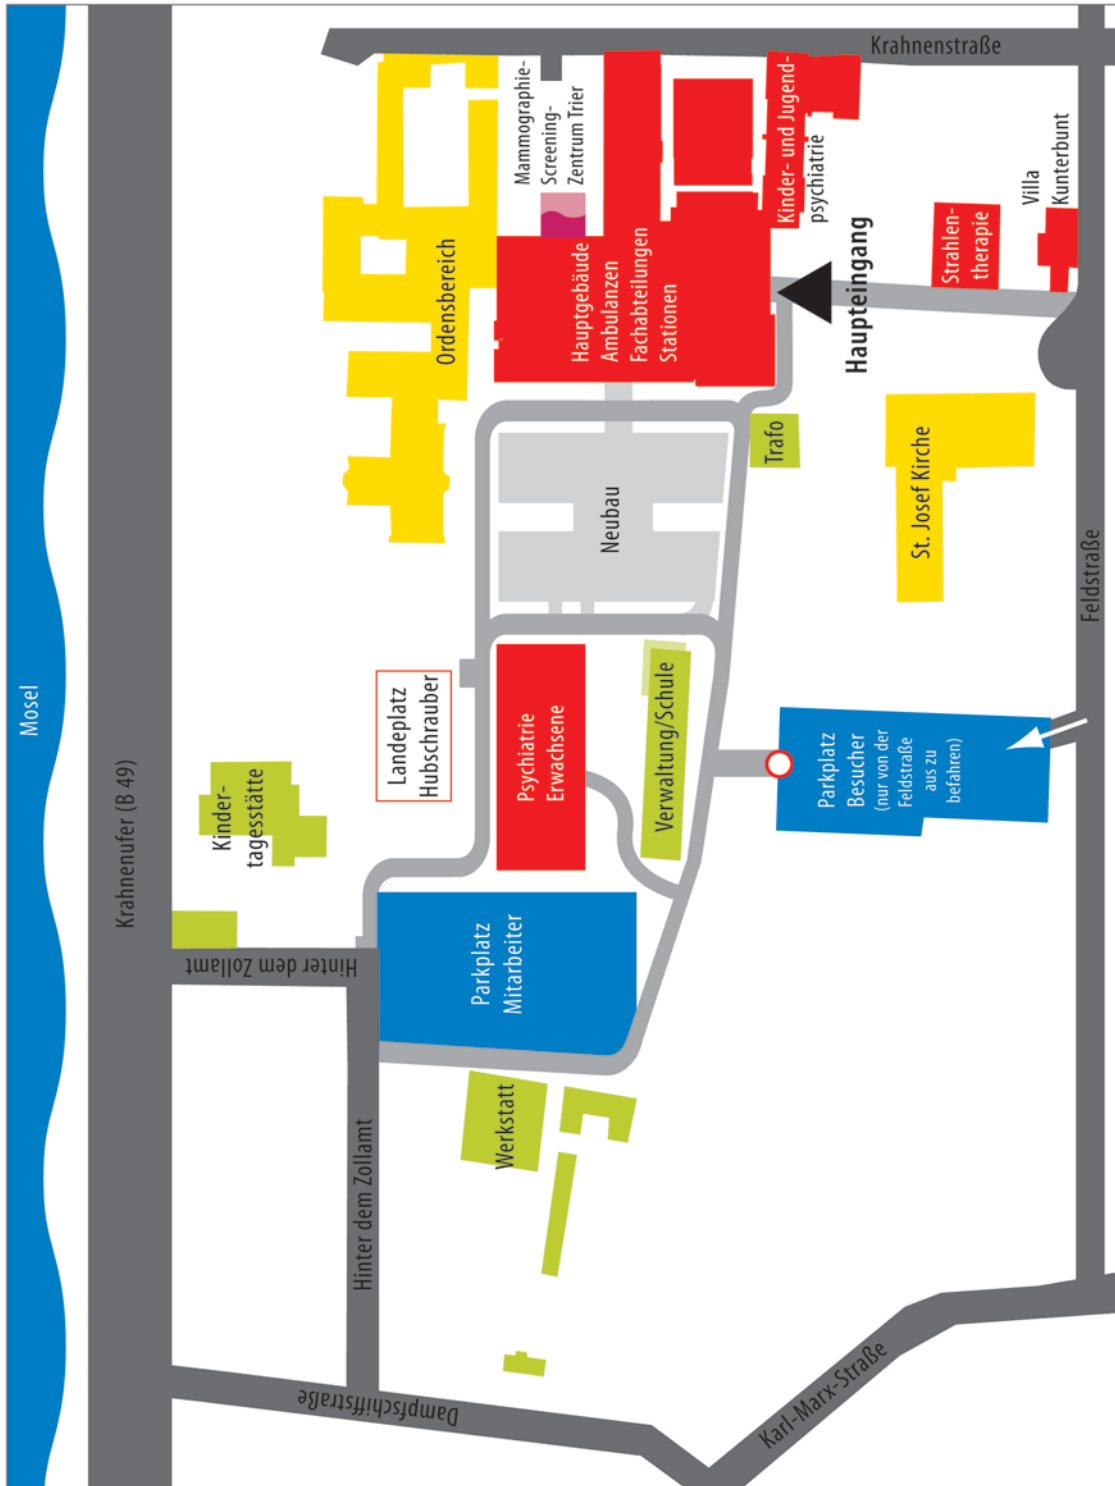 Mosel
Krahnenufer (B 49)
Krahnenstraße
Mammographie-
Screening-
Zentrum Trier
Kinder- und Jugend-
psychiatrie
Villa
Kunterbunt
Strahlen-
therapie
Ordensbereich
Hauptgebäude
Ambulanzen
Fachabteilungen
Stationen
Haupteingang
Trafo
St. Josef Kirche
Neubau
Feldstraße
Landeplatz
Hubschrauber
Psychiatrie
Erwachsene
Verwaltung/Schule
Parkplatz
Besucher
(nur von der
Feldstraße
aus zu
befahren)
Kinder-
tagesstätte
Hinter dem Zollamt
Parkplatz
Mitarbeiter
Werkstatt
Hinter dem Zollamt
Dampfschiffstraße
Karl-Marx-Straße